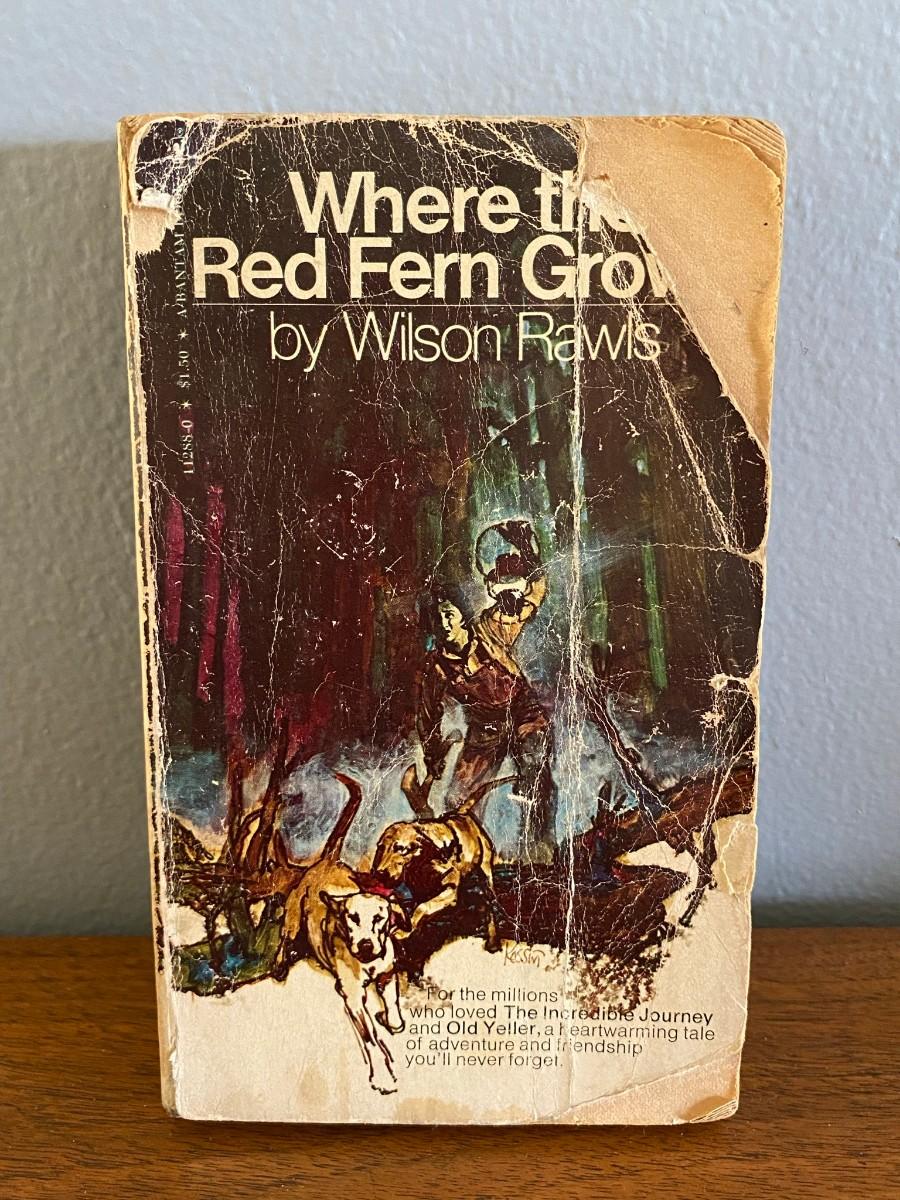 Where the
Red Fern Grow
by Wilson Rawls
11288-0 * $1.50 * A BANTAM
Kossin
For the millions
who loved The Incredible Journey
and Old Yeller, a heartwarming tale
of adventure and friendship
you'll never forget.